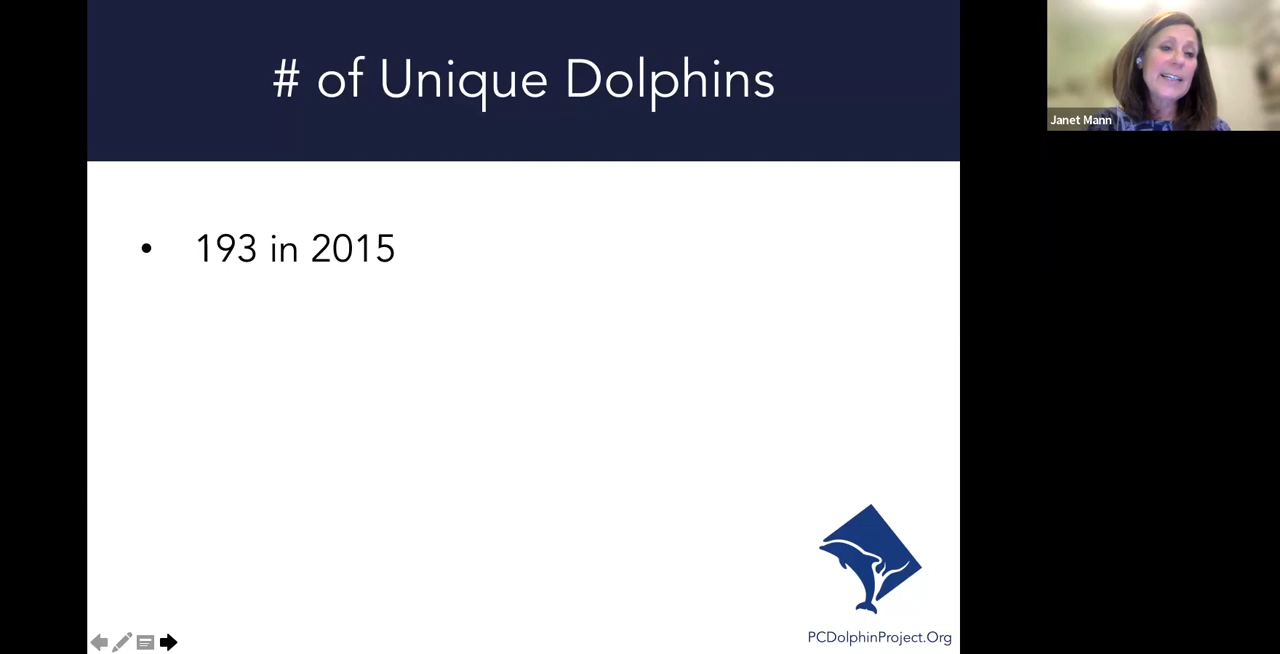 # of Unique Dolphins
Janet Mann
• 193 in 2015
PCDolphinProject.Org